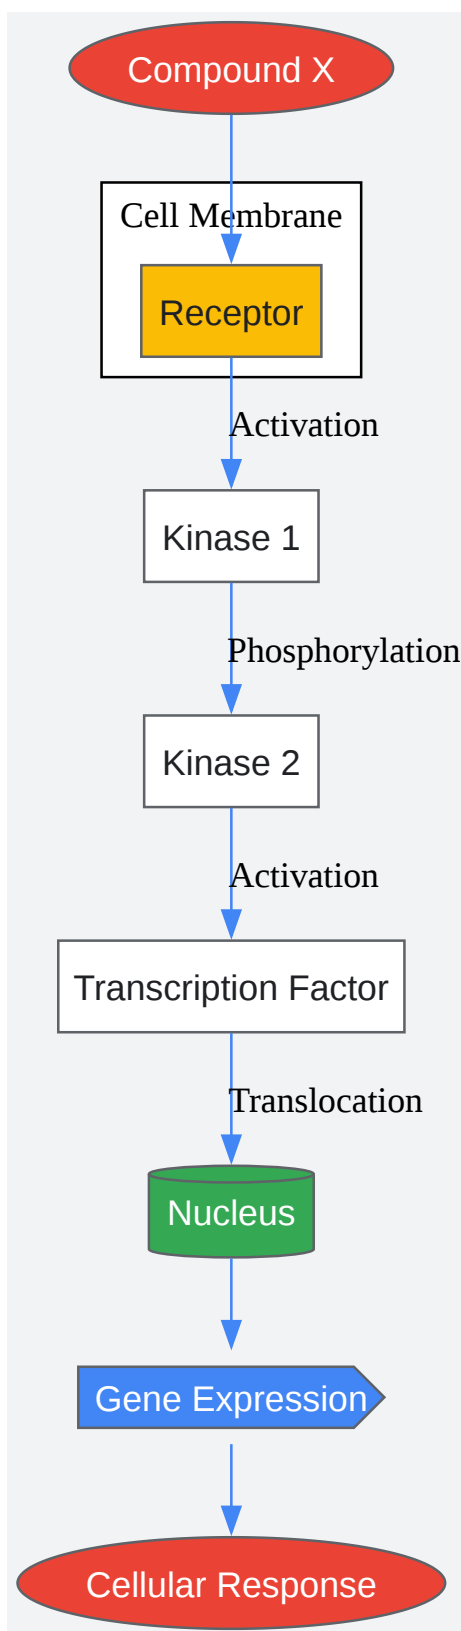 Compound X
Cell Membrane
Receptor
Activation
Kinase 1
Phosphorylation
Kinase 2
Activation
Transcription Factor
Translocation
Nucleus
Gene Expression
Cellular Response